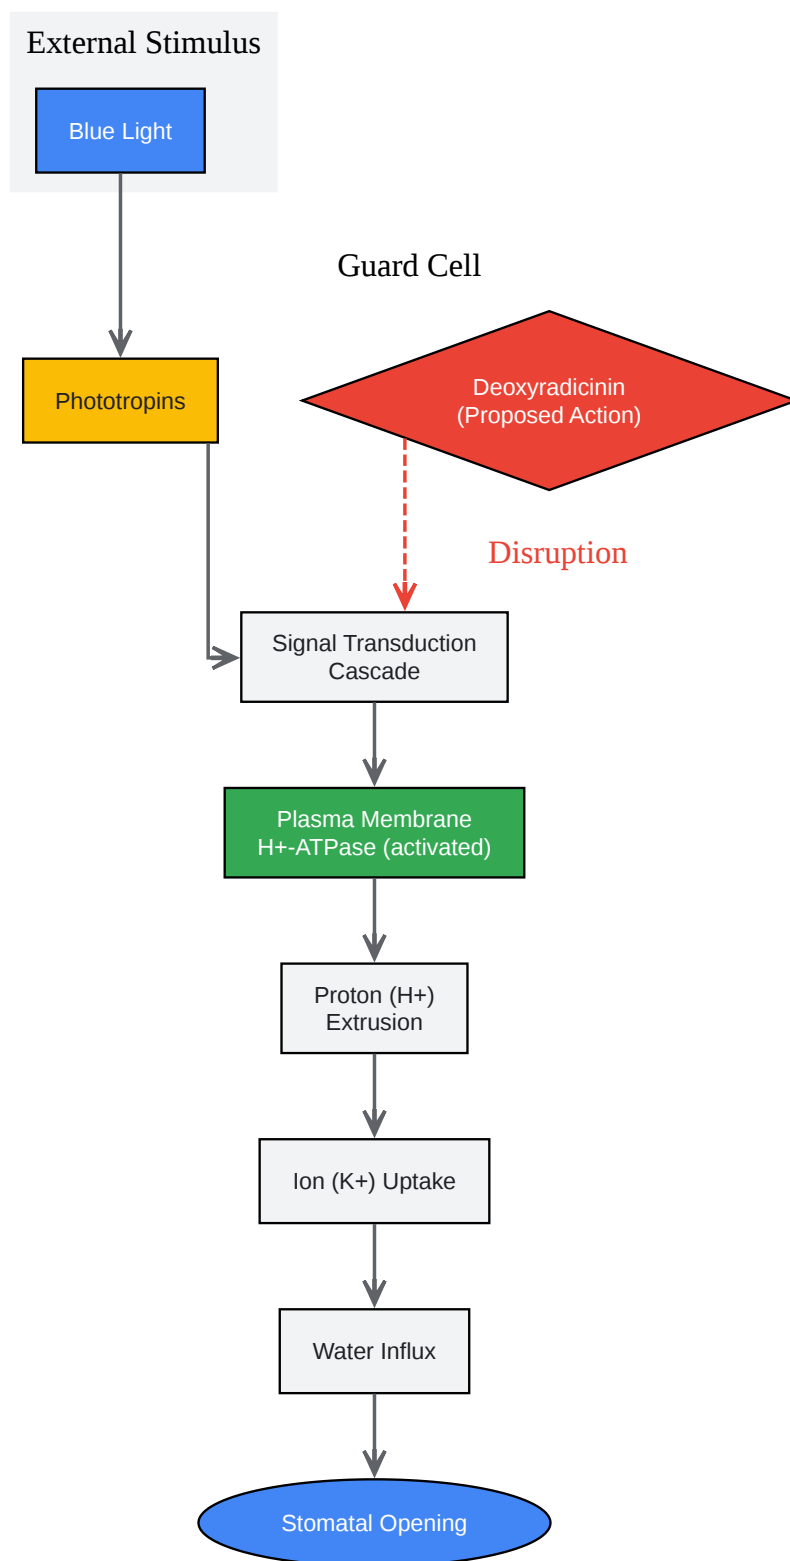 External Stimulus
Blue Light
Guard Cell
Phototropins
Deoxyradicinin
(Proposed Action)
Disruption
Signal Transduction
Cascade
Plasma Membrane
H+-ATPase (activated)
Proton (H+)
Extrusion
Ion (K+) Uptake
Water Influx
Stomatal Opening